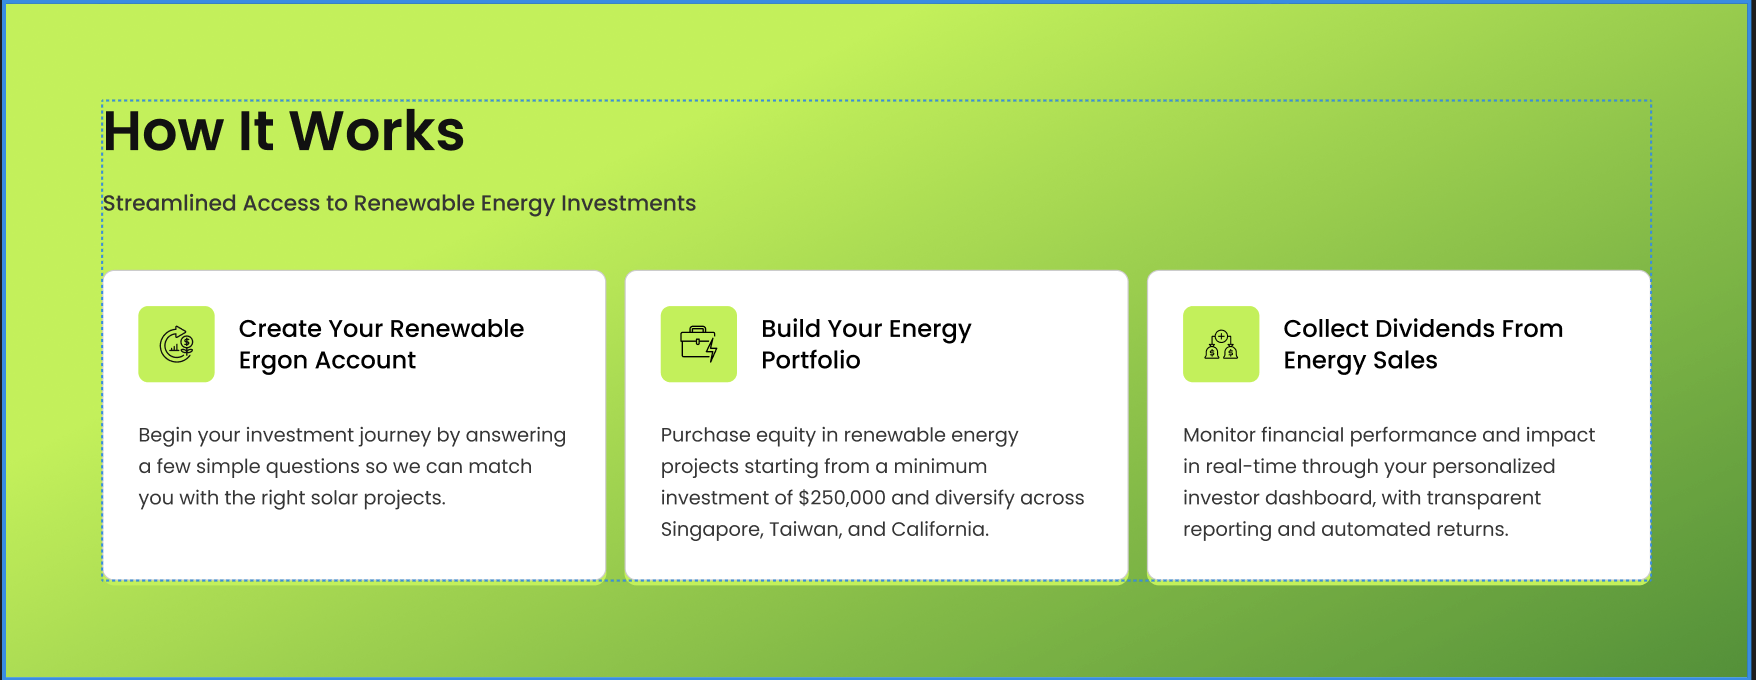 How It Works
Streamlined Access to Renewable Energy Investments
Create Your Renewable
Ergon Account
Begin your investment journey by answering
a few simple questions so we can match
you with the right solar projects.
Build Your Energy
Portfolio
Purchase equity in renewable energy
projects starting from a minimum
investment of $250,000 and diversify across
Singapore, Taiwan, and California.
Collect Dividends From
Energy Sales
Monitor financial performance and impact
in real-time through your personalized
investor dashboard, with transparent
reporting and automated returns.